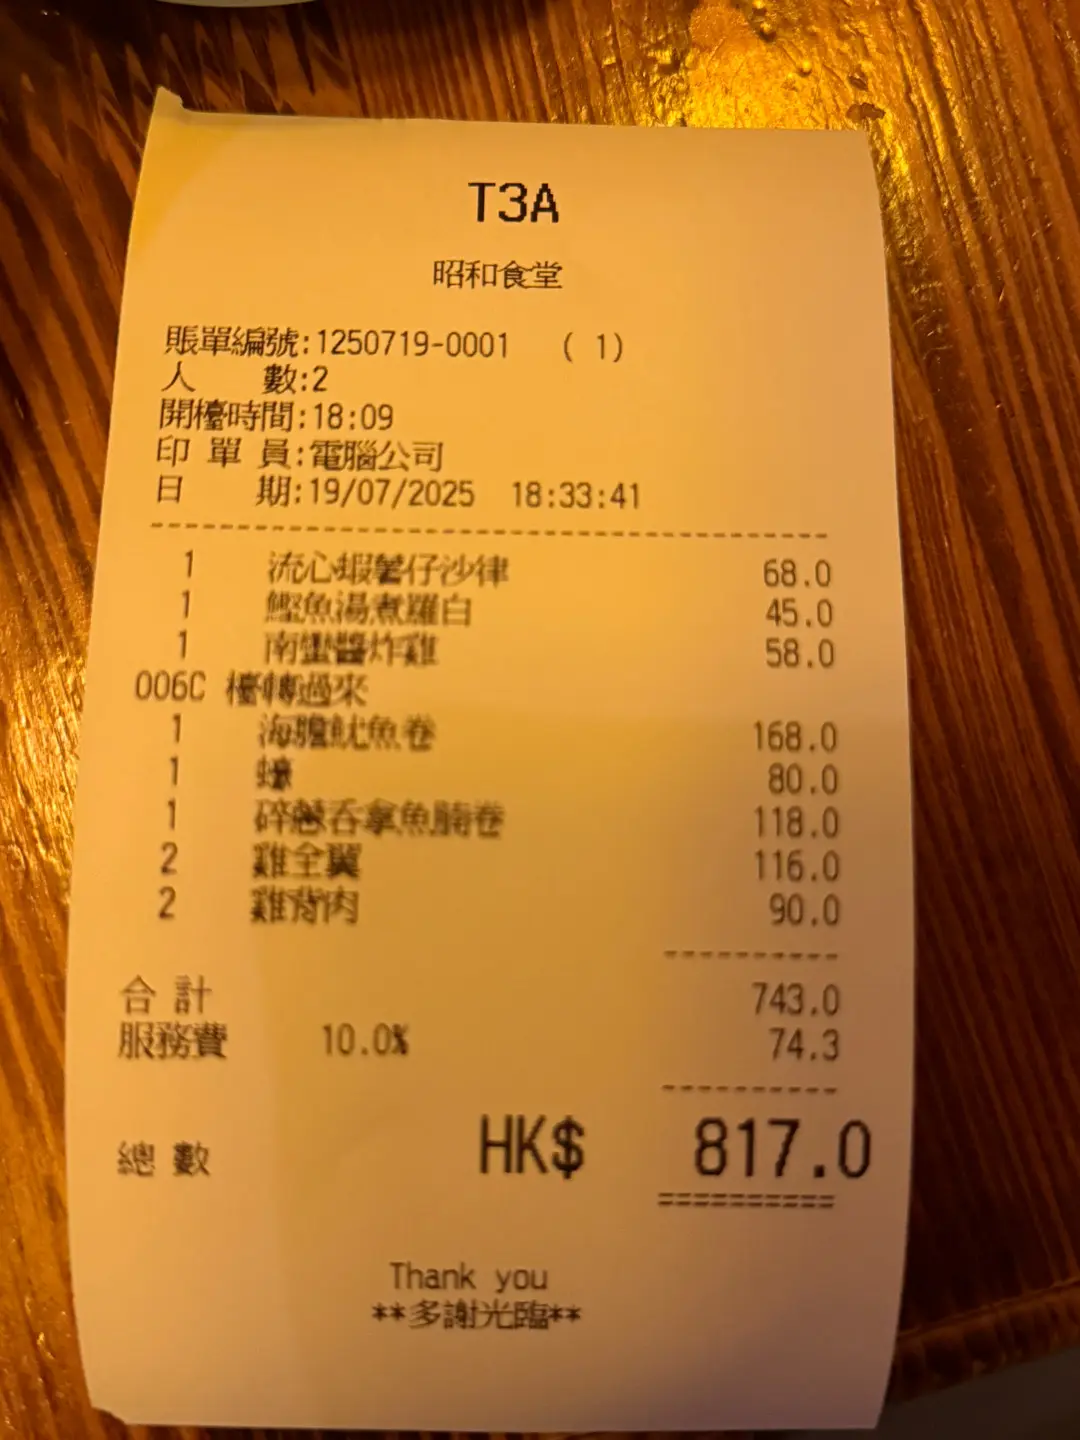 T3A
昭和食堂
賬單編號:1250719-0001 ( 1)
人 數:2
開檯時間:18:09
印 單 員:電腦公司
日 期:19/07/2025 18:33:41
1 流心蝦薯仔沙律 68.0
1 鰹魚湯煮羅白 45.0
1 南蠻醬炸雞 58.0
006C 檯轉過來
1 海膽魷魚卷 168.0
1 蠔 80.0
1 碎蔥吞拿魚腩卷 118.0
2 雞全翼 116.0
2 雞背肉 90.0
合 計 743.0
服務費 10.0% 74.3
總 數 HK$ 817.0
Thank you
**多謝光臨**